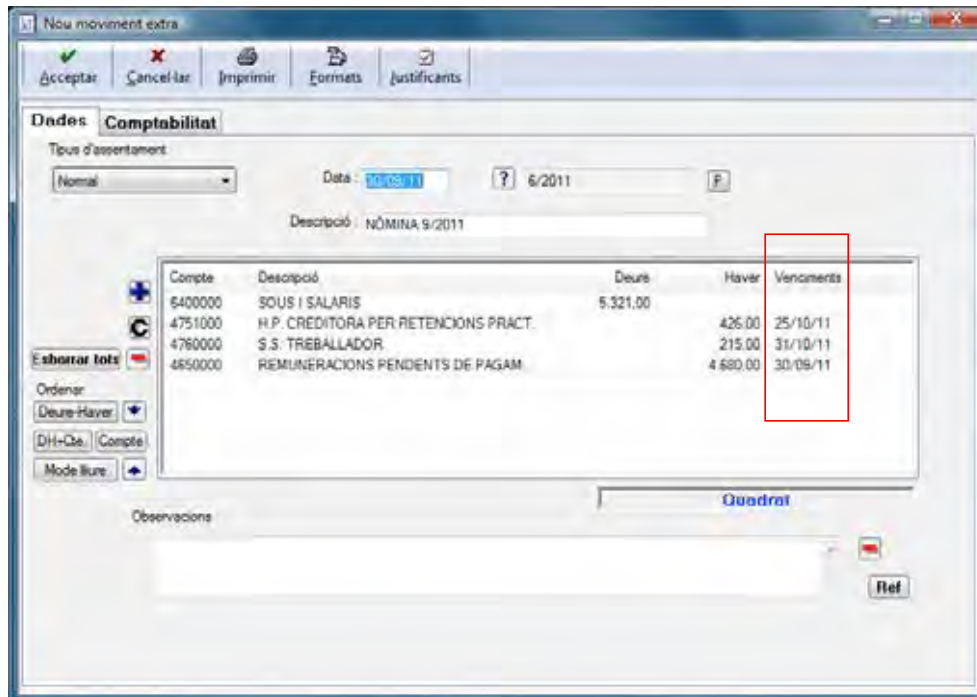 Nou moviment extra
Acceptar Cancel·lar Imprimir Formats Justificants
Dades Comptabilitat
Tipus d'assentament
Normal Data : 30/09/11 ? 6/2011 F
Descripció : NÒMINA 9/2011
Compte Descripció Deure Haver Venciments
6400000 SOUS I SALARIS 5.321,00
4751000 H.P. CREDITORA PER RETENCIONS PRACT. 426,00 25/10/11
4760000 S.S. TREBALLADOR 215,00 31/10/11
4650000 REMUNERACIONS PENDENTS DE PAGAM 4.680,00 30/09/11
C
Esborrar tots
Ordenar
Deure-Haver
DH+Cte. Compte
Mode lliure
Quadrat
Observacions
Ref